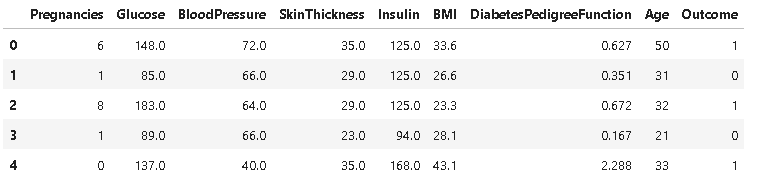 Pregnancies Glucose BloodPressure SkinThickness Insulin BMI DiabetesPedigreeFunction Age Outcome
0 6 148.0 72.0 35.0 125.0 33.6 0.627 50 1
1 1 85.0 66.0 29.0 125.0 26.6 0.351 31 0
2 8 183.0 64.0 29.0 125.0 23.3 0.672 32 1
3 1 89.0 66.0 23.0 94.0 28.1 0.167 21 0
4 0 137.0 40.0 35.0 168.0 43.1 2.288 33 1